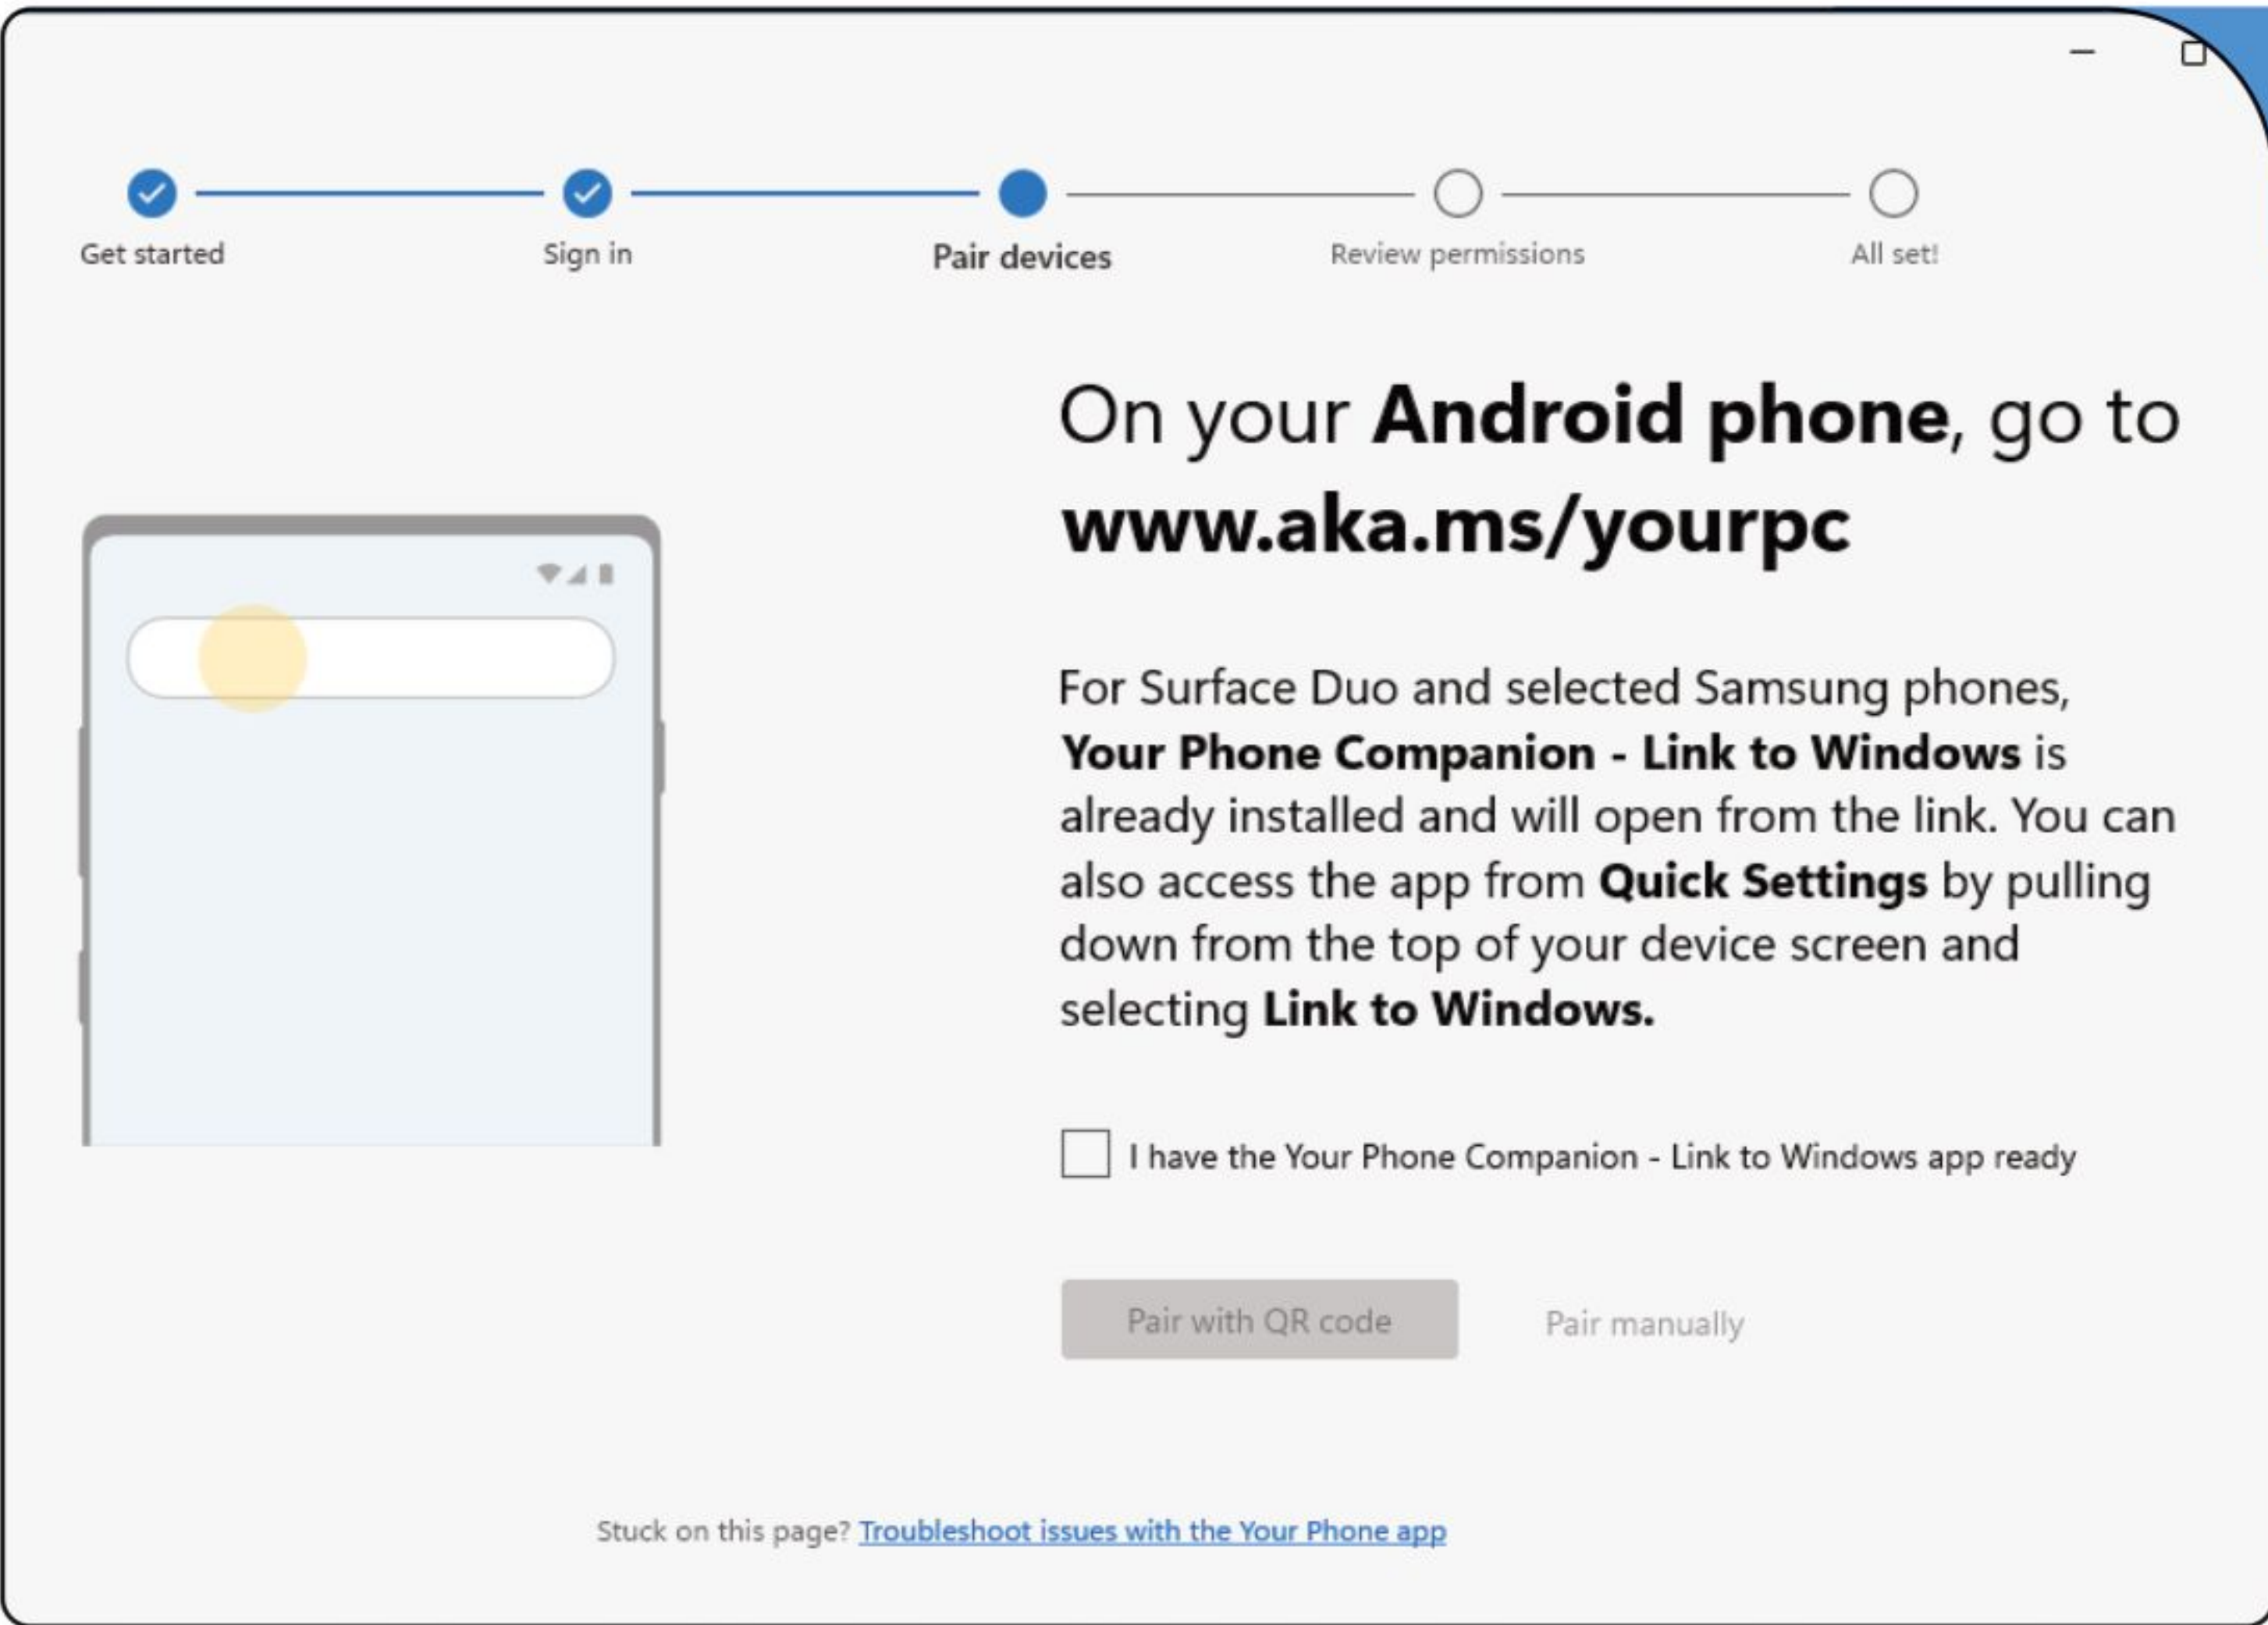 Get started
Sign in
Pair devices
Review permissions
All set!
On your Android phone, go to
www.aka.ms/yourpc
For Surface Duo and selected Samsung phones,
Your Phone Companion - Link to Windows is
already installed and will open from the link. You can
also access the app from Quick Settings by pulling
down from the top of your device screen and
selecting Link to Windows.
I have the Your Phone Companion - Link to Windows app ready
Pair with QR code
Pair manually
Stuck on this page? Troubleshoot issues with the Your Phone app